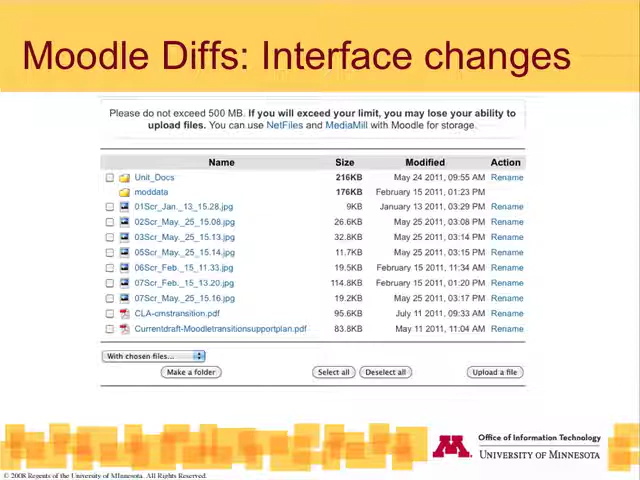 Moodle Diffs: Interface changes
Please do not exceed 500 MB. If you will exceed your limit, you may lose your ability to
upload files. You can use NetFiles and MediaMill with Moodle for storage.
Name Size Modified Action
Unit_Docs 216KB May 24 2011, 09:55 AM Rename
moddata 176KB February 15 2011, 01:23 PM
01Scr_Jan._13_15.28.jpg 9KB January 13 2011, 03:29 PM Rename
02Scr_May._25_15.08.jpg 26.6KB May 25 2011, 03:08 PM Rename
03Scr_May._25_15.13.jpg 32.8KB May 25 2011, 03:14 PM Rename
05Scr_May._25_15.14.jpg 11.7KB May 25 2011, 03:15 PM Rename
06Scr_Feb._15_11.33.jpg 19.5KB February 15 2011, 11:34 AM Rename
07Scr_Feb._15_13.20.jpg 114.8KB February 15 2011, 01:20 PM Rename
07Scr_May._25_15.16.jpg 19.2KB May 25 2011, 03:17 PM Rename
CLA-cmstransition.pdf 95.6KB July 11 2011, 09:33 AM Rename
Currentdraft-Moodletransitionsupportplan.pdf 83.8KB May 11 2011, 11:04 AM Rename
With chosen files...
Make a folder Select all Deselect all Upload a file
Office of Information Technology
UNIVERSITY OF MINNESOTA
© 2008 Regents of the University of Minnesota. All Rights Reserved.